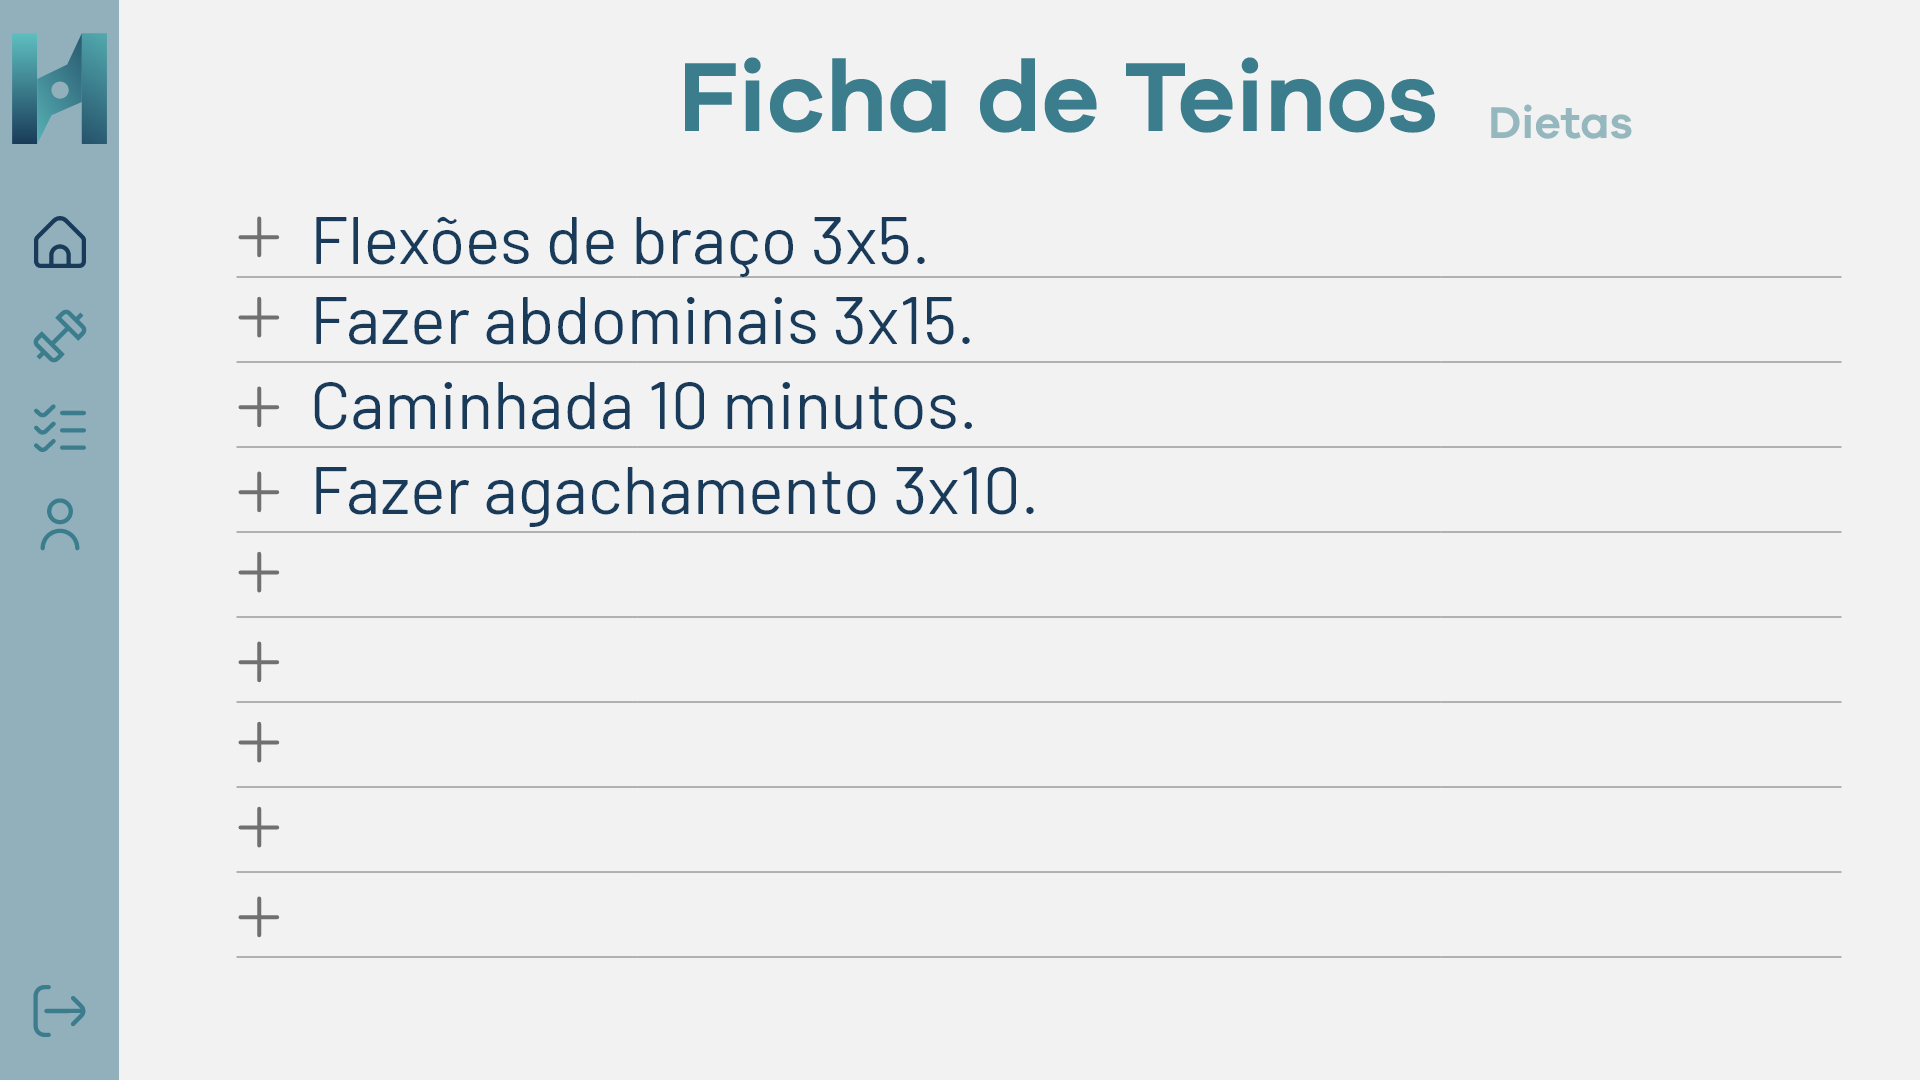 Ficha de Teinos
Dietas
Flexões de braço 3x5.
Fazer abdominais 3x15.
Caminhada 10 minutos.
Fazer agachamento 3x10.